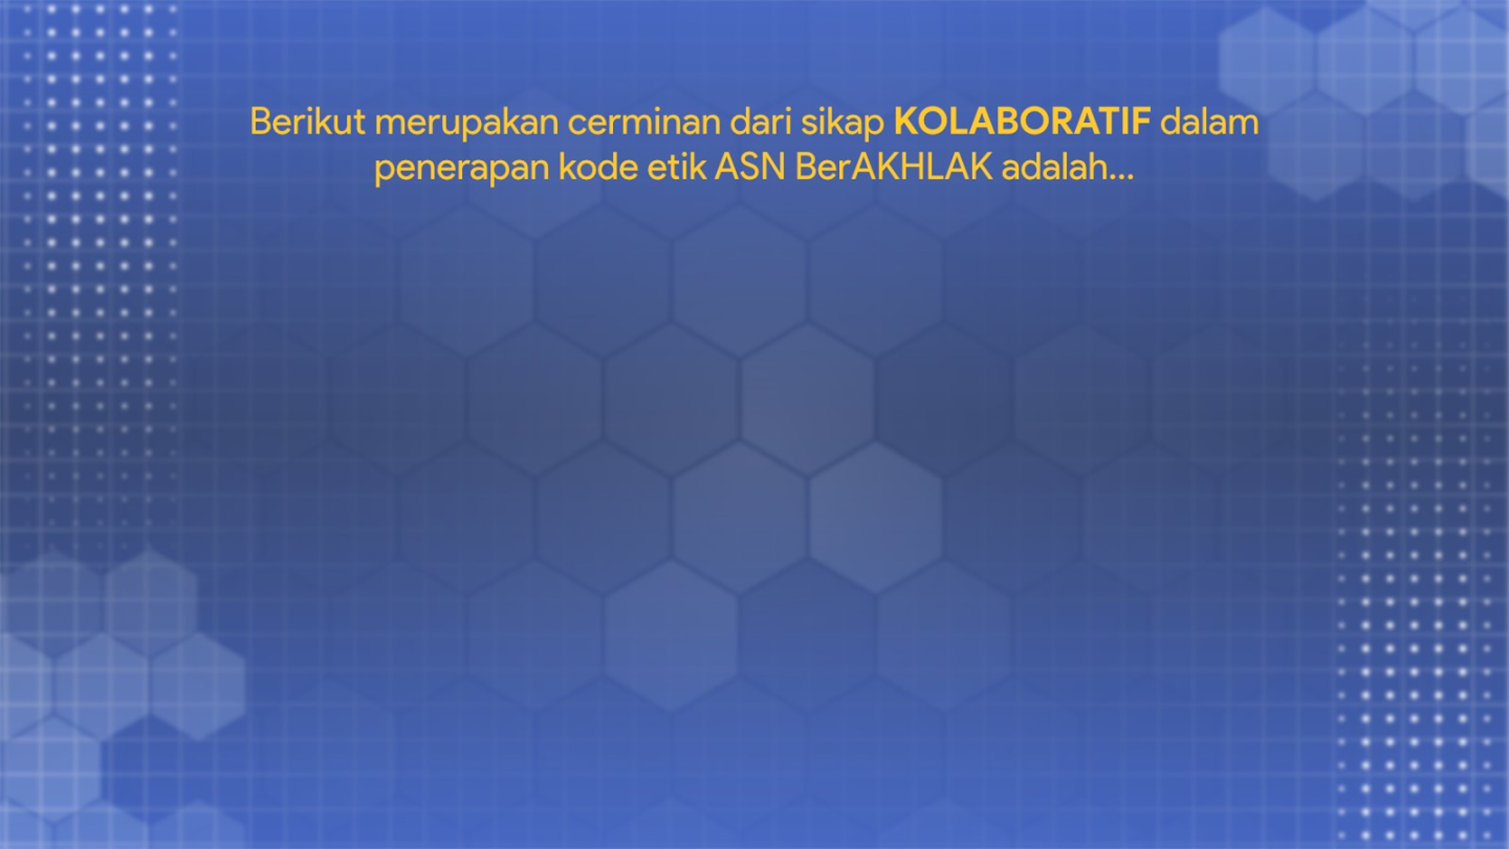 Berikut merupakan cerminan dari sikap KOLABORATIF dalam
penerapan kode etik ASN BerAKHLAK adalah...